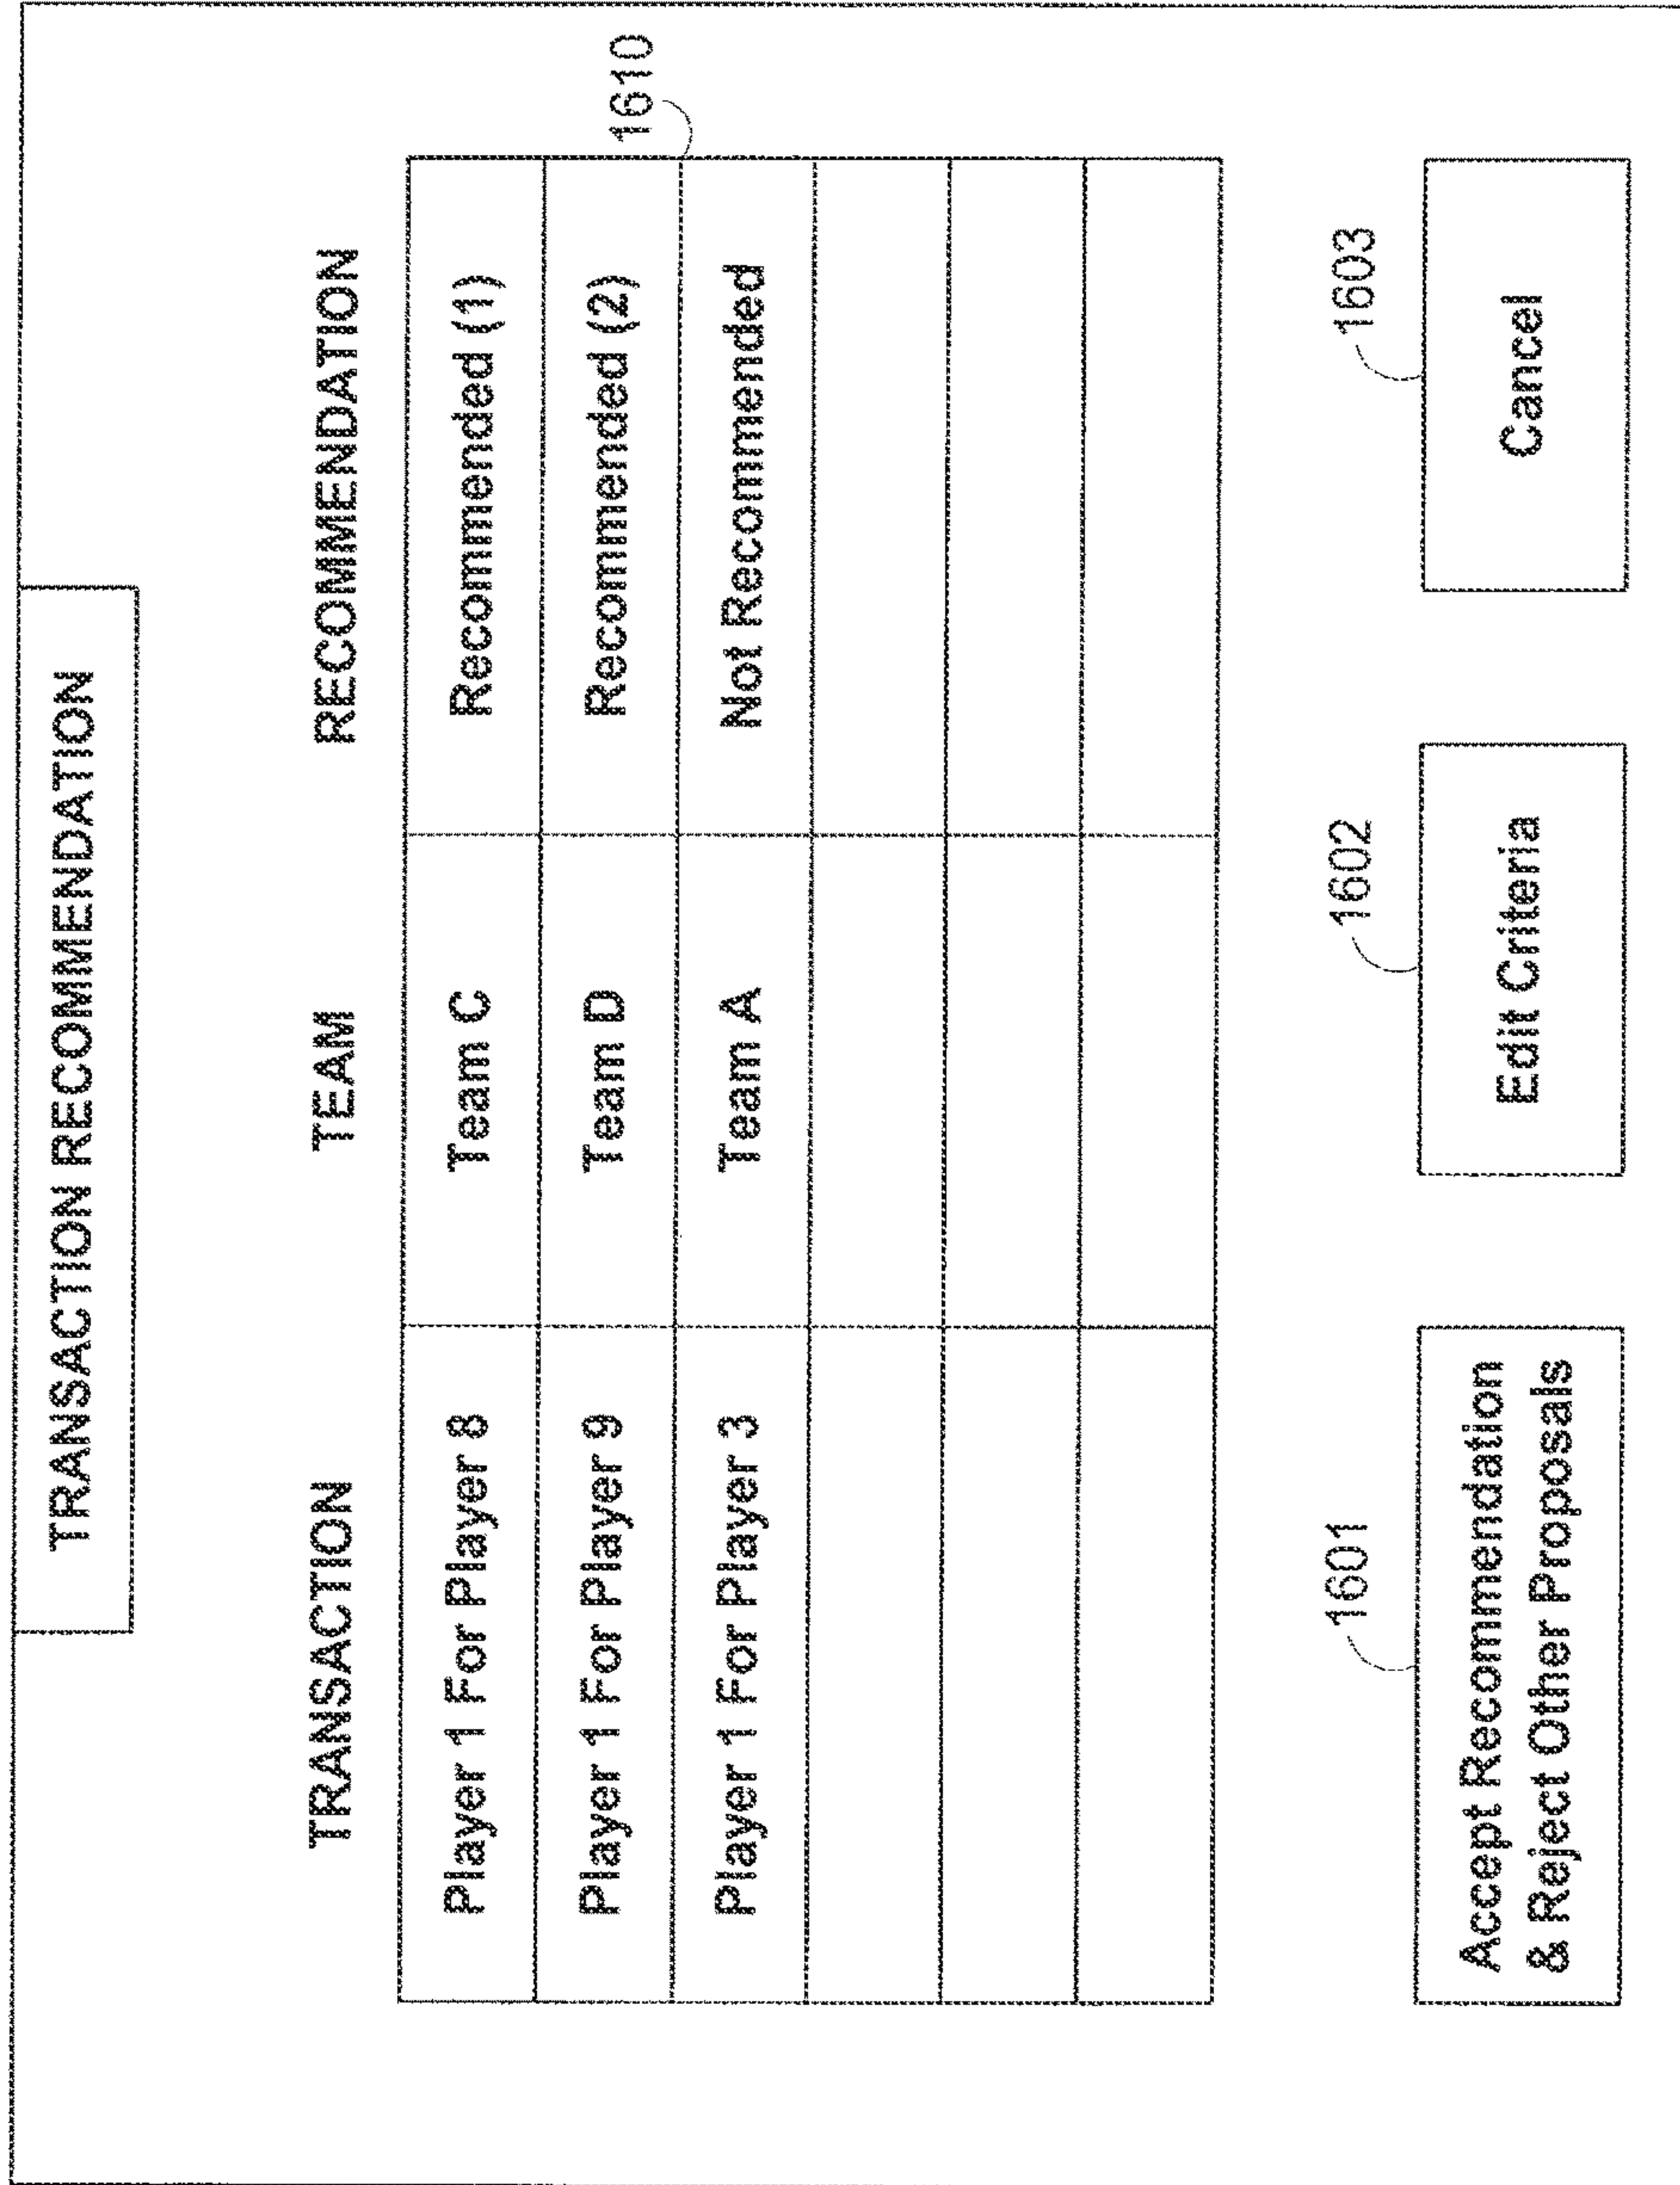 TRANSACTION RECOMMENDATION
TRANSACTION TEAM RECOMMENDATION
1610
Player 1 For Player 8 Team C Recommended (1)
Player 1 For Player 9 Team D Recommended (2)
Player 1 For Player 3 Team A Not Recommended
1601 1602 1603
Accept Recommendation
& Reject Other Proposals
Edit Criteria
Cancel